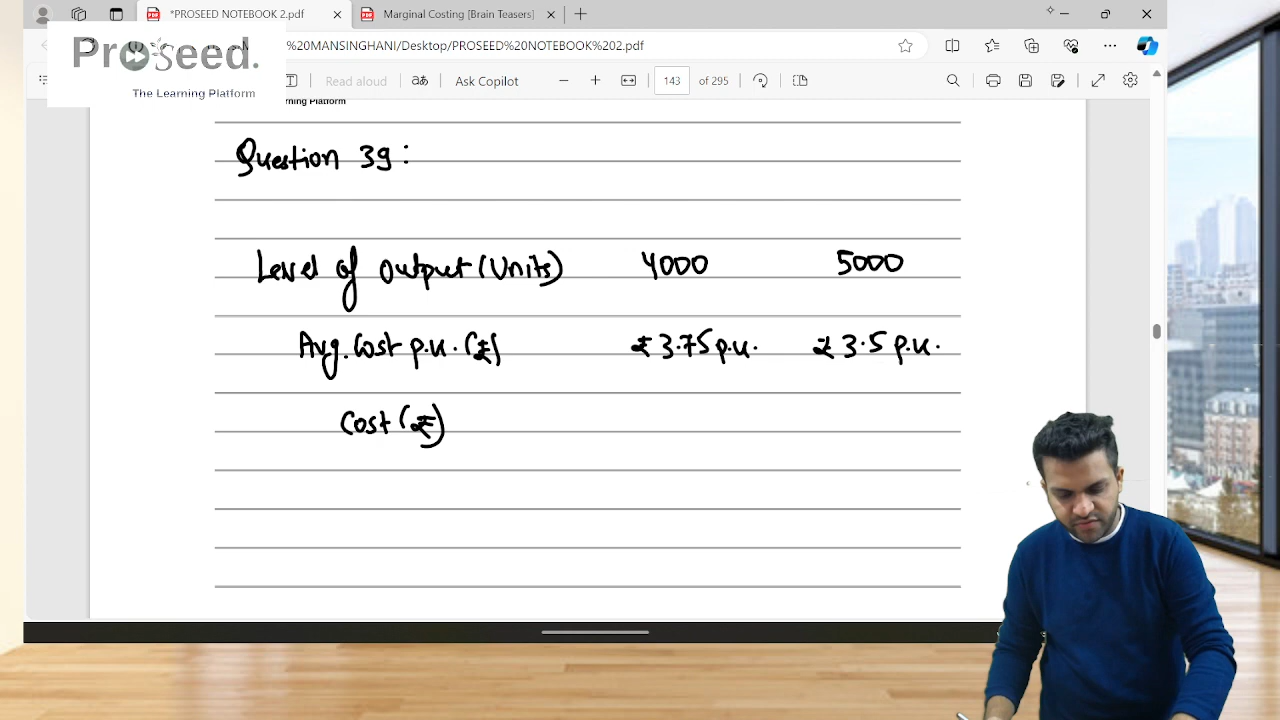 *PROSEED NOTEBOOK 2.pdf
Marginal Costing [Brain Teasers]
%20MANSINGHANI/Desktop/PROSEED%20NOTEBOOK%202.pdf
Proseed.
The Learning Platform
Read aloud
Ask Copilot
143 of 295
rning Platform
Question 39:
Level of output (Units) 4000 5000
Avg. Cost p.u. (₹) ₹ 3.75 p.u. ₹ 3.5 p.u.
Cost (₹)